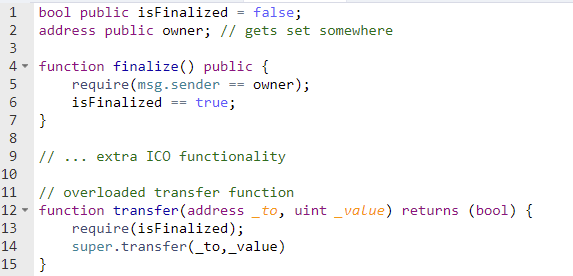 1 bool public isFinalized = false;
2 address public owner; // gets set somewhere
3
4 function finalize() public {
5     require(msg.sender == owner);
6     isFinalized == true;
7 }
8
9 // ... extra ICO functionality
10
11 // overloaded transfer function
12 function transfer(address _to, uint _value) returns (bool) {
13     require(isFinalized);
14     super.transfer(_to,_value)
15 }